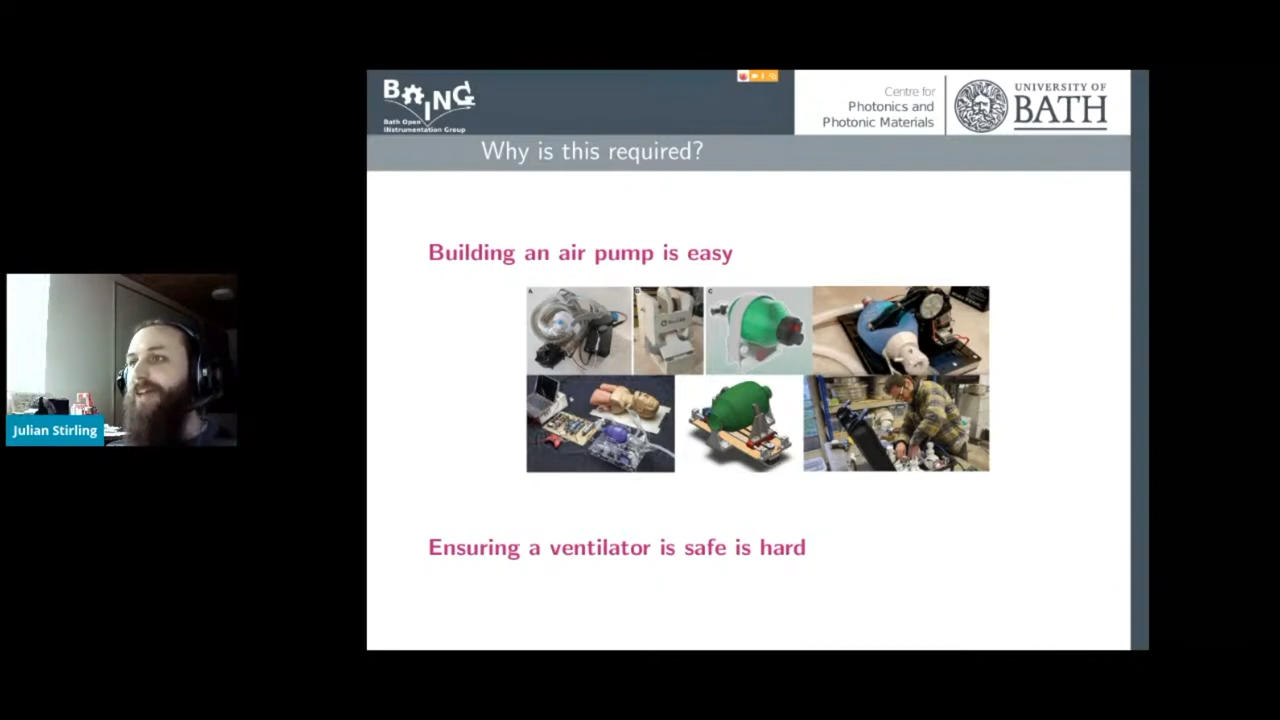 BOING
Bath Open
INstrumentation Group
Centre for
Photonics and
Photonic Materials
UNIVERSITY OF
BATH
Why is this required?
Building an air pump is easy
A
B
C
Ensuring a ventilator is safe is hard
Julian Stirling